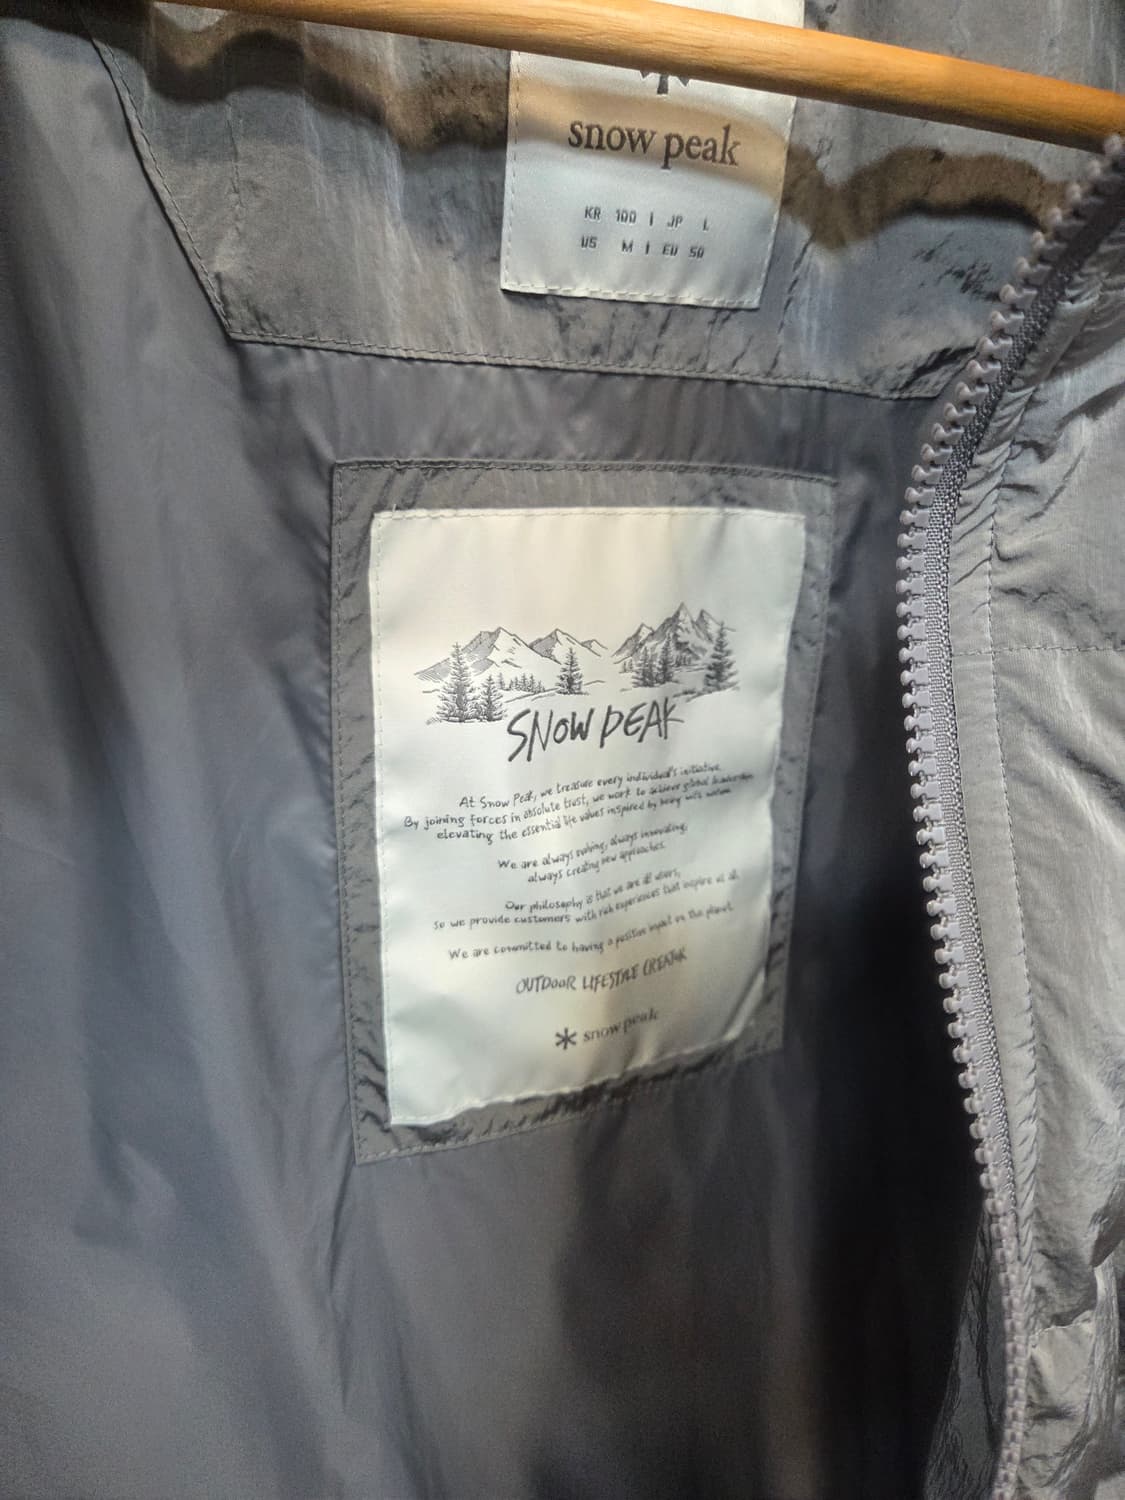 snow peak
KR 100 | JP L
US M | EU 50
SNOW PEAK
At Snow Peak, we treasure every individual's initiative.
By joining forces in absolute trust, we work to achieve global leadership
elevating the essential life values inspired by being with nature
We are always evolving, always innovating,
always creating new approaches.
Our philosophy is that we are all users,
so we provide customers with rich experiences that inspire us all.
We are committed to having a positive impact on the planet.
OUTDOOR LIFESTYLE CREATOR
snow peak